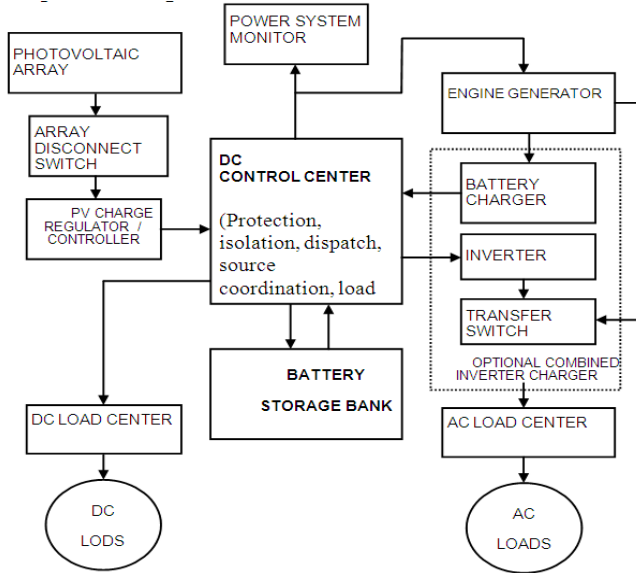 POWER SYSTEM
MONITOR
PHOTOVOLTAIC
ARRAY
ENGINE GENERATOR
ARRAY
DISCONNECT
SWITCH
DC
CONTROL CENTER
(Protection,
isolation, dispatch,
source
coordination, load
BATTERY
CHARGER
PV CHARGE
REGULATOR /
CONTROLLER
INVERTER
TRANSFER
SWITCH
OPTIONAL COMBINED
INVERTER CHARGER
BATTERY
STORAGE BANK
DC LOAD CENTER
AC LOAD CENTER
DC
LODS
AC
LOADS